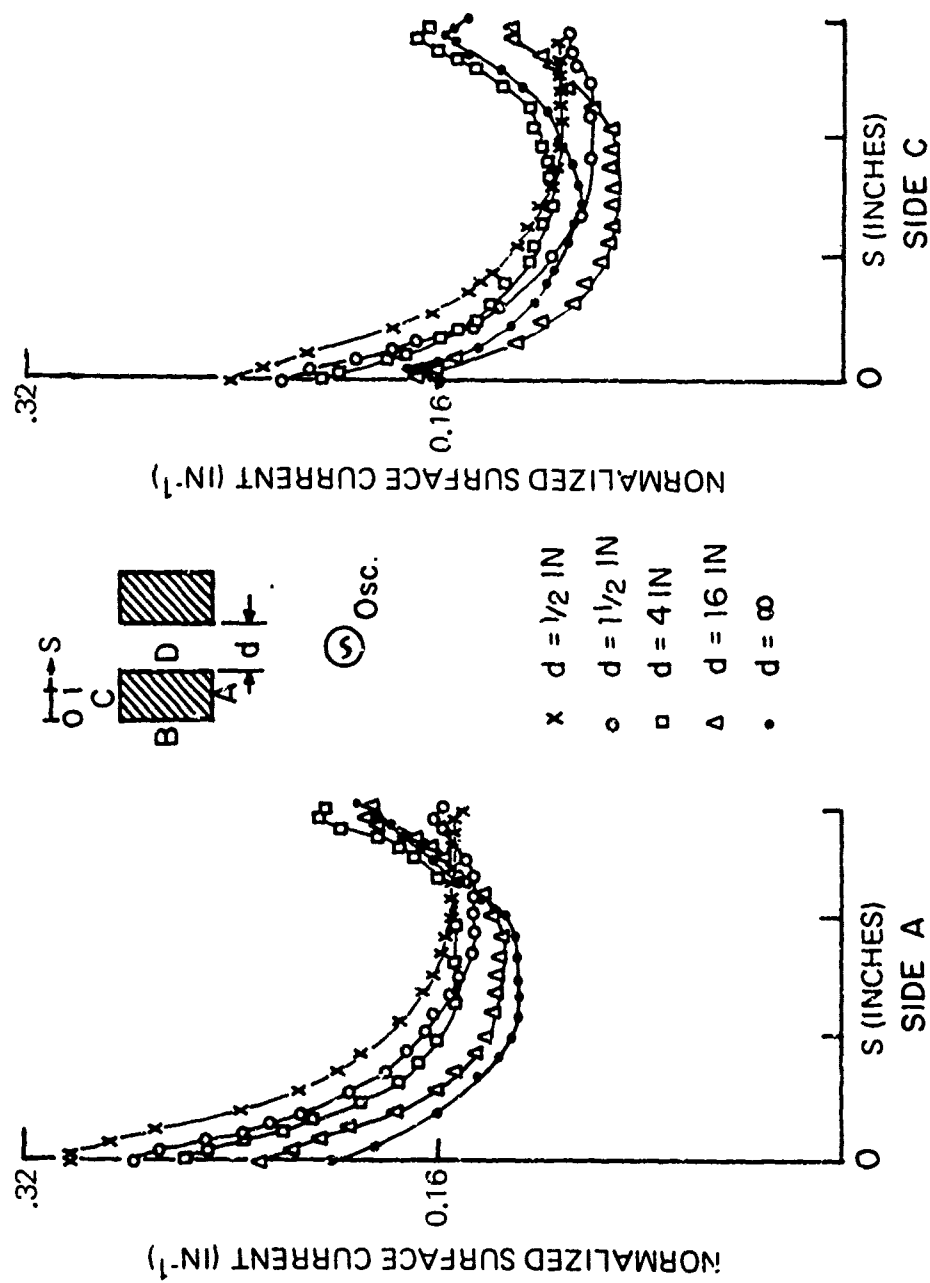 NORMALIZED SURFACE CURRENT (IN⁻¹)
.32
0.16
0
S (INCHES)
SIDE A
0 1 S
C
B
D
A
d
Osc.
x d = 1/2 IN
o d = 1 1/2 IN
□ d = 4 IN
△ d = 16 IN
• d = ∞
NORMALIZED SURFACE CURRENT (IN⁻¹)
.32
0.16
0
S (INCHES)
SIDE C